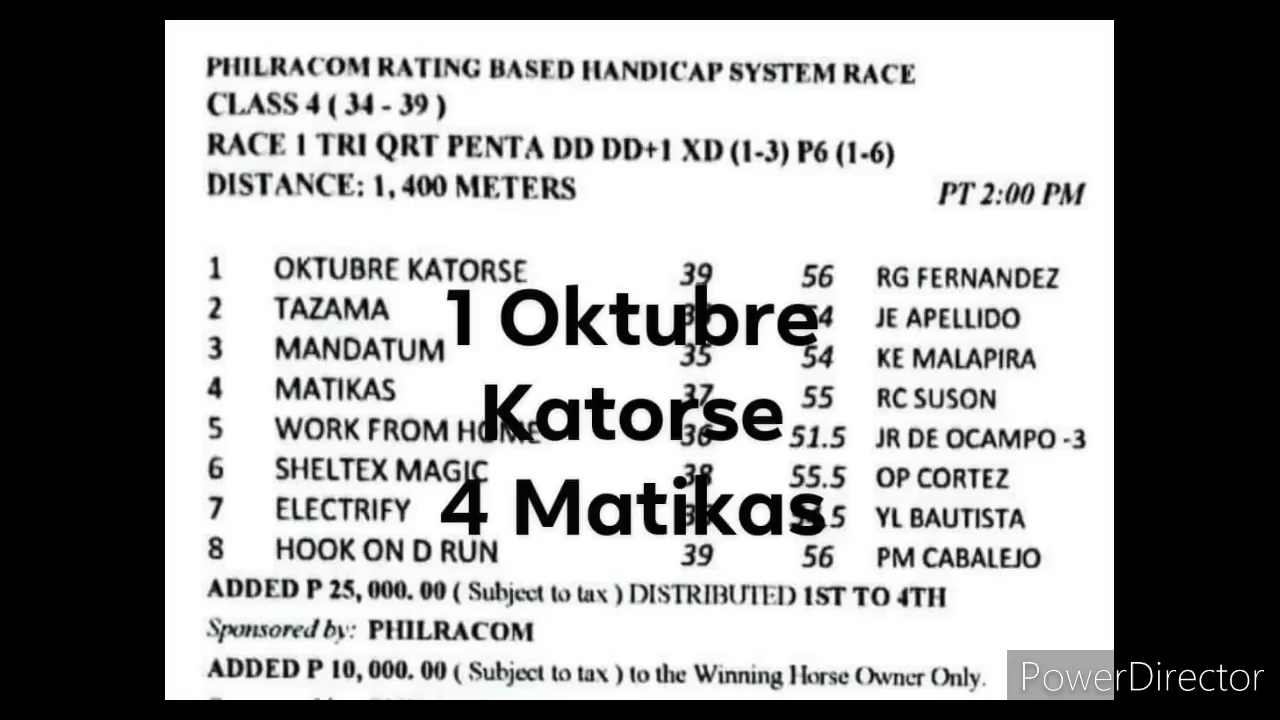 PHILRACOM RATING BASED HANDICAP SYSTEM RACE
CLASS 4 ( 34 - 39 )
RACE 1 TRI QRT PENTA DD DD+1 XD (1-3) P6 (1-6)
DISTANCE: 1, 400 METERS PT 2:00 PM
1 OKTUBRE KATORSE 39 56 RG FERNANDEZ
2 TAZAMA JE APELLIDO
3 MANDATUM 35 54 KE MALAPIRA
4 MATIKAS 37 55 RC SUSON
5 WORK FROM HOME 36 51.5 JR DE OCAMPO -3
6 SHELTEX MAGIC 38 55.5 OP CORTEZ
7 ELECTRIFY YL BAUTISTA
8 HOOK ON D RUN 39 56 PM CABALEJO
ADDED P 25, 000. 00 ( Subject to tax ) DISTRIBUTED 1ST TO 4TH
Sponsored by: PHILRACOM
ADDED P 10, 000. 00 ( Subject to tax ) to the Winning Horse Owner Only.
1 Oktubre
Katorse
4 Matikas
PowerDirector